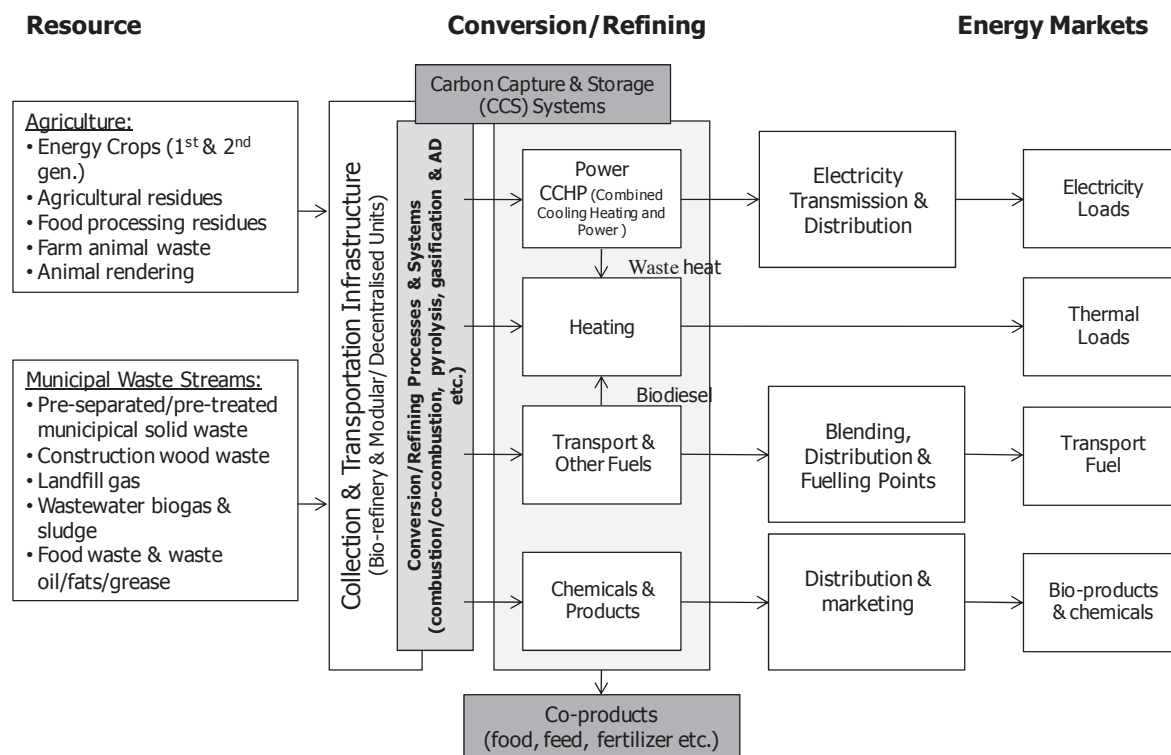 Resource
Conversion/Refining
Energy Markets
Agriculture:
• Energy Crops (1st & 2nd
gen.)
• Agricultural residues
• Food processing residues
• Farm animal waste
• Animal rendering
Municipal Waste Streams:
• Pre-separated/pre-treated
municipical solid waste
• Construction wood waste
• Landfill gas
• Wastewater biogas &
sludge
• Food waste & waste
oil/fats/grease
Collection & Transportation Infrastructure
(Bio-refinery & Modular/ Decentralised Units)
Conversion/Refining Processes & Systems
(combustion/co-combustion, pyrolysis, gasification & AD
etc.)
Carbon Capture & Storage
(CCS) Systems
Power
CCHP (Combined
Cooling Heating and
Power )
Waste heat
Heating
Biodiesel
Transport &
Other Fuels
Chemicals &
Products
Co-products
(food, feed, fertilizer etc.)
Electricity
Transmission &
Distribution
Blending,
Distribution &
Fuelling Points
Distribution &
marketing
Electricity
Loads
Thermal
Loads
Transport
Fuel
Bio-products
& chemicals